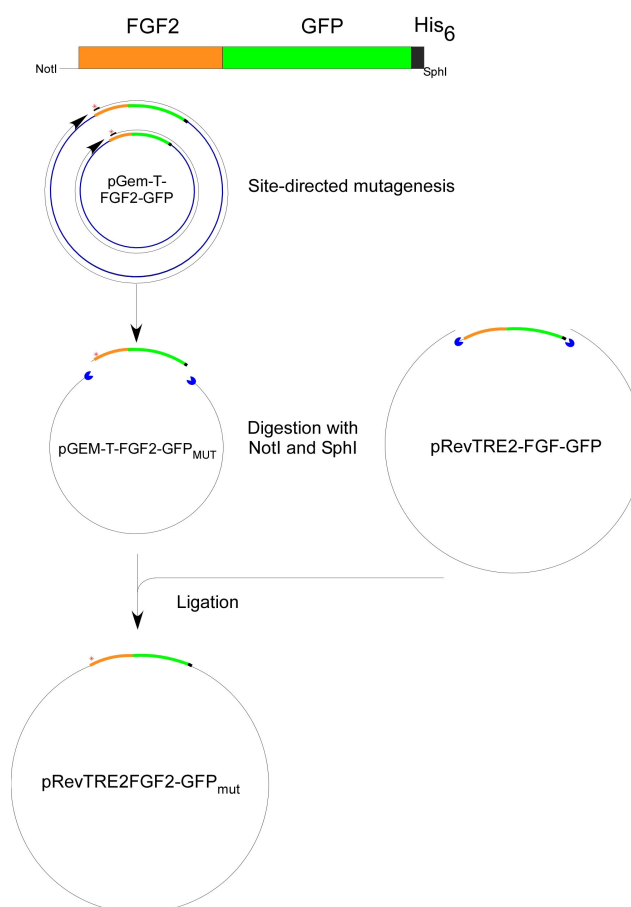 FGF2 GFP His6
NotI
SphI
pGem-T-
FGF2-GFP
Site-directed mutagenesis
Digestion with
NotI and SphI
pGEM-T-FGF2-GFPMUT
pRevTRE2-FGF-GFP
Ligation
pRevTRE2FGF2-GFPmut